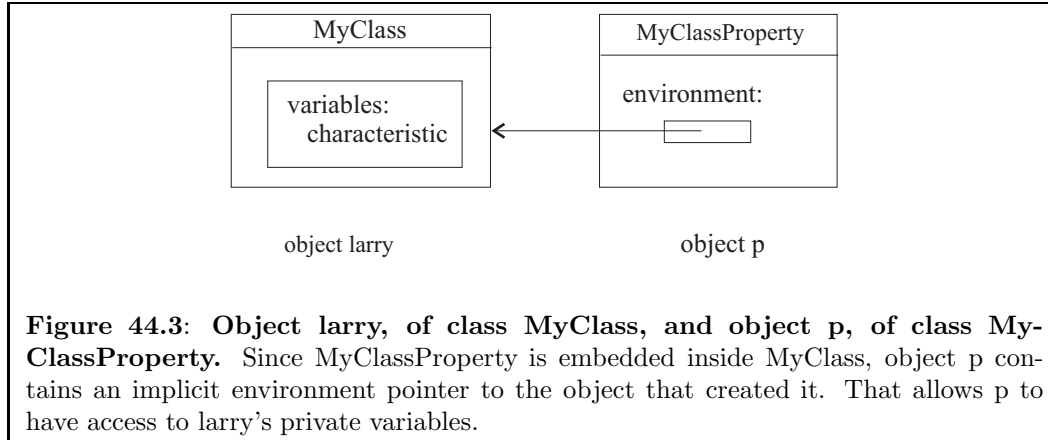 MyClass
variables:
characteristic
object larry
MyClassProperty
environment:
object p
Figure 44.3: Object larry, of class MyClass, and object p, of class My-
ClassProperty. Since MyClassProperty is embedded inside MyClass, object p con-
tains an implicit environment pointer to the object that created it. That allows p to
have access to larry's private variables.